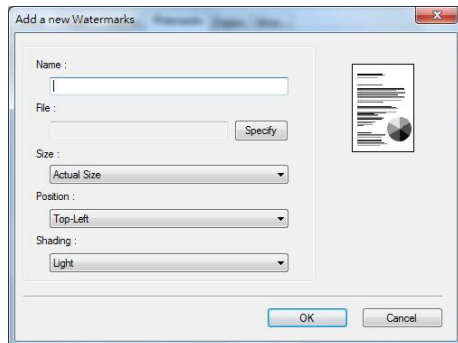 Add a new Watermarks
Name :
File :
Specify
Size :
Actual Size
Position :
Top-Left
Shading :
Light
OK
Cancel